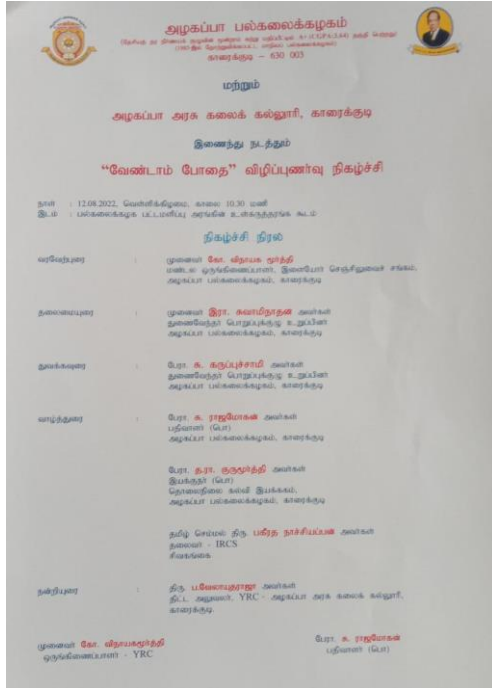 அழகப்பா பல்கலைக்கழகம்
காரைக்குடி – 630 003
மற்றும்
அழகப்பா அரசு கலைக் கல்லூரி, காரைக்குடி
இணைந்து நடத்தும்
“வேண்டாம் போதை” விழிப்புணர்வு நிகழ்ச்சி
நாள் : 12.08.2022, வெள்ளிக்கிழமை, காலை 10.30 மணி
இடம் : பல்கலைக்கழக பட்டமளிப்பு அரங்கின் உள்கருத்தரங்க கூடம்
நிகழ்ச்சி நிரல்
வரவேற்புரை : முனைவர் கோ. விநாயக மூர்த்தி
மண்டல ஒருங்கிணைப்பாளர், இளையோர் செஞ்சிலுவைச் சங்கம்,
அழகப்பா பல்கலைக்கழகம், காரைக்குடி
தலைமையுரை : முனைவர் இரா. சுவாமிநாதன் அவர்கள்
துணைவேந்தர் பொறுப்புக்குழு உறுப்பினர்
அழகப்பா பல்கலைக்கழகம், காரைக்குடி
துவக்கவுரை : பேரா. சு. கருப்புச்சாமி அவர்கள்
துணைவேந்தர் பொறுப்புக்குழு உறுப்பினர்
அழகப்பா பல்கலைக்கழகம், காரைக்குடி
வாழ்த்துரை : பேரா. சு. ராஜமோகன் அவர்கள்
பதிவாளர் (பொ)
அழகப்பா பல்கலைக்கழகம், காரைக்குடி
பேரா. த.ரா. குருமூர்த்தி அவர்கள்
இயக்குநர் (பொ)
தொலைநிலை கல்வி இயக்ககம்,
அழகப்பா பல்கலைக்கழகம், காரைக்குடி
தமிழ் செம்மல் திரு. பகீரத நாச்சியப்பன் அவர்கள்
தலைவர் - IRCS
சிவகங்கை
நன்றியுரை : திரு. ப.வேலாயுதராஜா அவர்கள்
திட்ட அலுவலர், YRC - அழகப்பா அரசு கலைக் கல்லூரி,
காரைக்குடி.
முனைவர் கோ. விநாயகமூர்த்தி
ஒருங்கிணைப்பாளர் - YRC
பேரா. சு. ராஜமோகன்
பதிவாளர் (பொ)